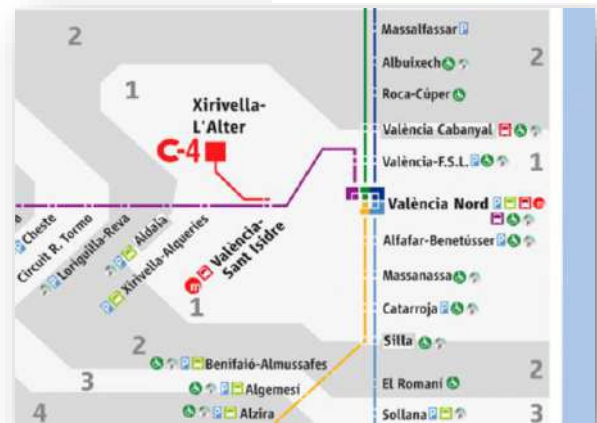 Massalfassar
2
Albuixech
2
1
Roca-Cúper
Xirivella-
L'Alter
València Cabanyal
C-4
València-F.S.L.
1
València Nord
Cheste
Circuit R. Tormo
Loriguilla-Reva
Aldaia
Xirivella-Alqueries
València-
Sant Isidre
Alfafar-Benetússer
Massanassa
1
Catarroja
Silla
2
Benifaió-Almussafes
2
El Romaní
3
Algemesí
4
Alzira
Sollana
3